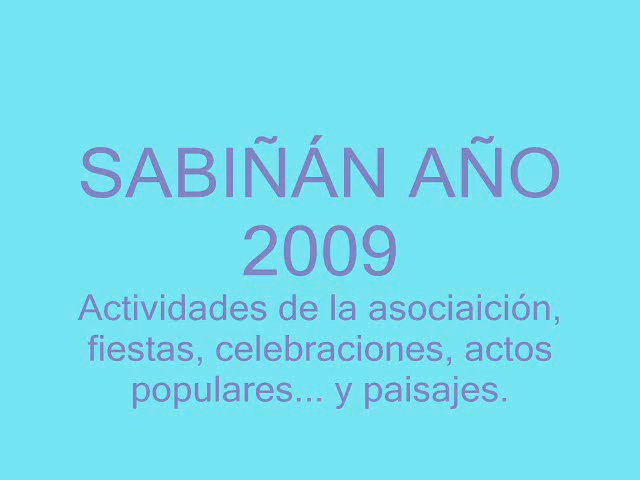 SABIÑÁN AÑO
2009
Actividades de la asociaición,
fiestas, celebraciones, actos
populares... y paisajes.